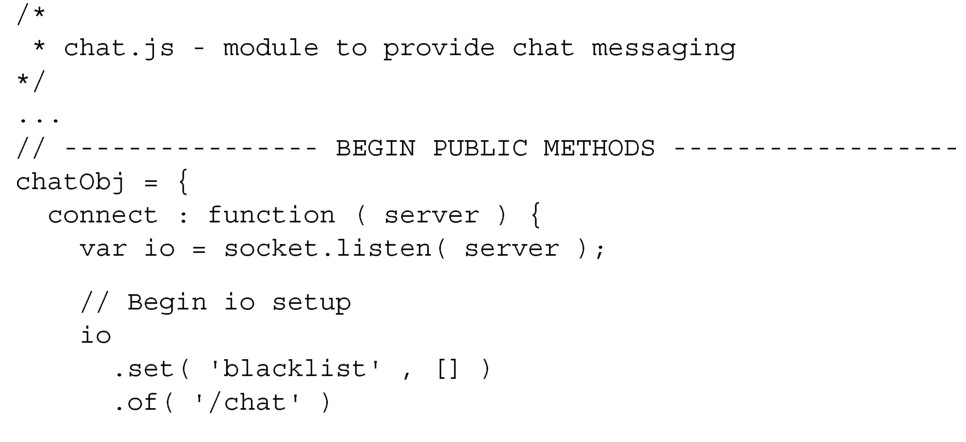 /*
 * chat.js - module to provide chat messaging
*/
...
// ---------------- BEGIN PUBLIC METHODS ------------------
chatObj = {
  connect : function ( server ) {
    var io = socket.listen( server );

    // Begin io setup
    io
      .set( 'blacklist' , [] )
      .of( '/chat' )